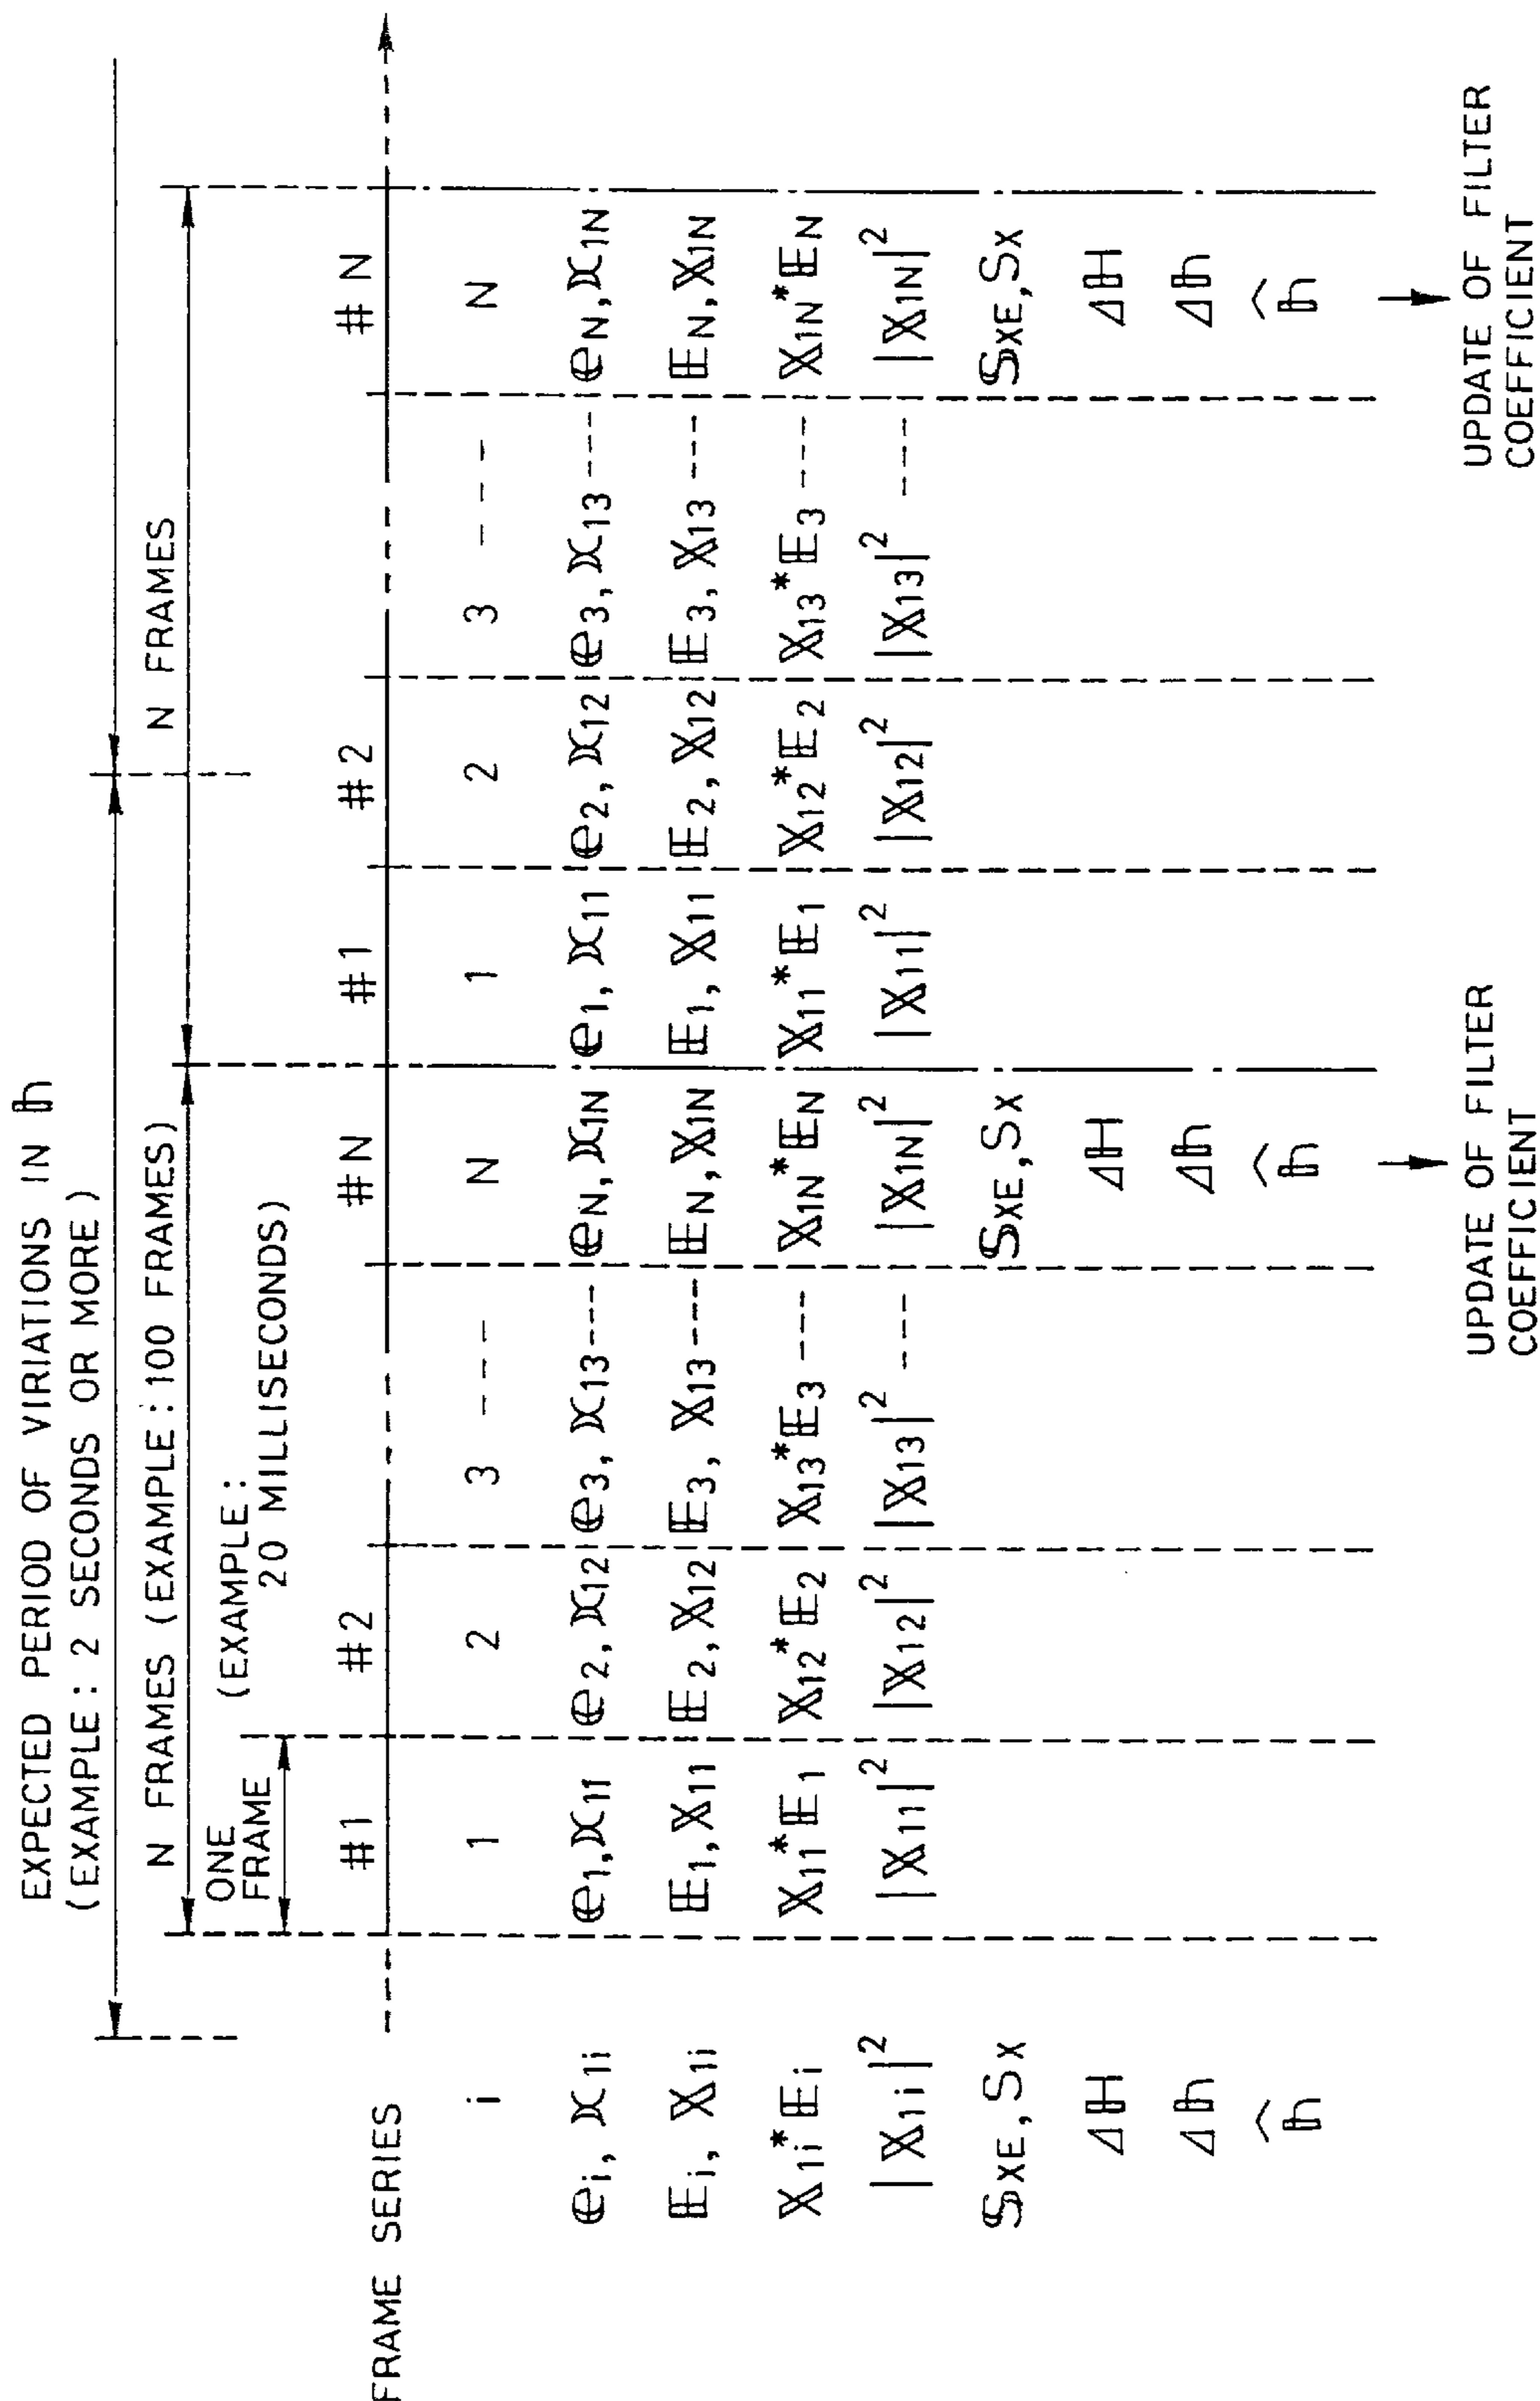 EXPECTED PERIOD OF VIRIATIONS IN 𝕙
(EXAMPLE : 2 SECONDS OR MORE )
N FRAMES (EXAMPLE : 100 FRAMES) N FRAMES
ONE FRAME (EXAMPLE : 20 MILLISECONDS)
#1 #2 #N #1 #2 #N
FRAME SERIES
i 1 2 3 ---- N 1 2 3 ---- N
𝕖i, 𝕩1i 𝕖1, 𝕩11 𝕖2, 𝕩12 𝕖3, 𝕩13 --- 𝕖N, 𝕩1N 𝕖1, 𝕩11 𝕖2, 𝕩12 𝕖3, 𝕩13 --- 𝕖N, 𝕩1N
𝔼i, 𝕏1i 𝔼1, 𝕏11 𝔼2, 𝕏12 𝔼3, 𝕏13 --- 𝔼N, 𝕏1N 𝔼1, 𝕏11 𝔼2, 𝕏12 𝔼3, 𝕏13 --- 𝔼N, 𝕏1N
𝕏1i*𝔼i 𝕏11*𝔼1 𝕏12*𝔼2 𝕏13*𝔼3 ---- 𝕏1N*𝔼N 𝕏11*𝔼1 𝕏12*𝔼2 𝕏13*𝔼3 ---- 𝕏1N*𝔼N
|𝕏1i|² |𝕏11|² |𝕏12|² |𝕏13|² ---- |𝕏1N|² |𝕏11|² |𝕏12|² |𝕏13|² ---- |𝕏1N|²
𝕊XE, SX 𝕊XE, SX 𝕊XE, SX
Δℍ Δℍ Δℍ
Δ𝕙 Δ𝕙 Δ𝕙
𝕙̂ 𝕙̂ 𝕙̂
UPDATE OF FILTER COEFFICIENT
UPDATE OF FILTER COEFFICIENT